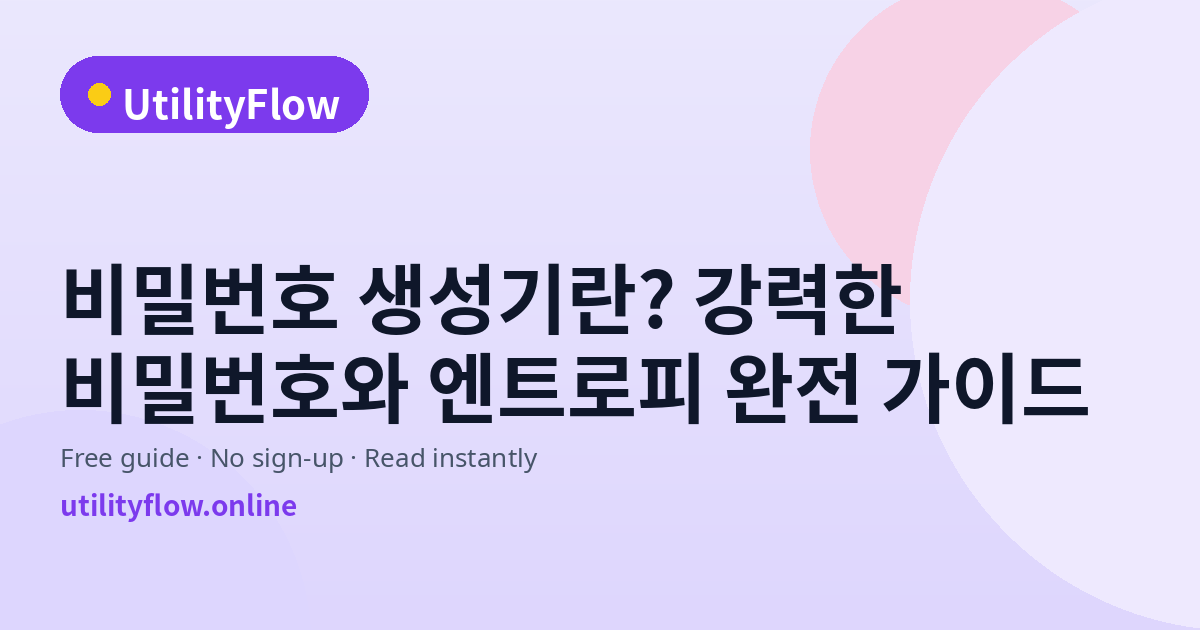 UtilityFlow
비밀번호 생성기란? 강력한
비밀번호와 엔트로피 완전 가이드
Free guide · No sign-up · Read instantly
utilityflow.online